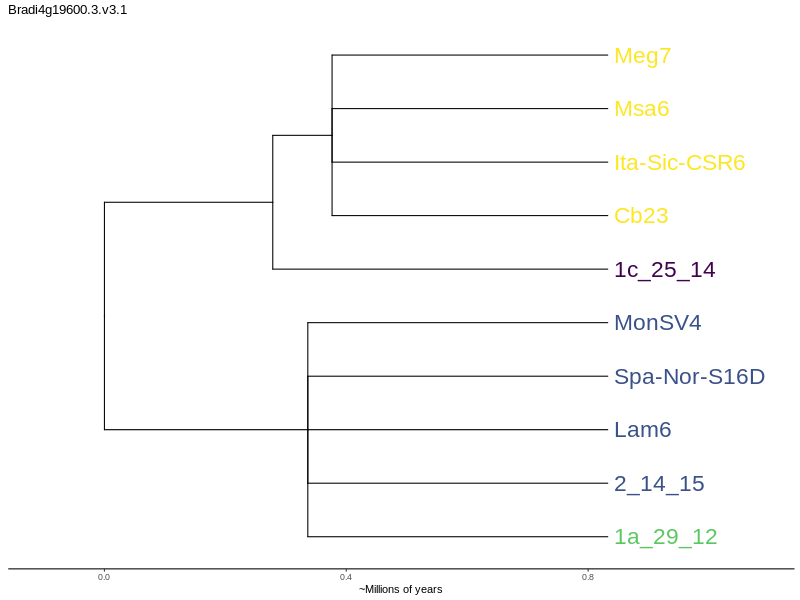 Bradi4g19600.3.v3.1
Meg7
Msa6
Ita-Sic-CSR6
Cb23
1c_25_14
MonSV4
Spa-Nor-S16D
Lam6
2_14_15
1a_29_12
0.0 0.4 0.8
~Millions of years